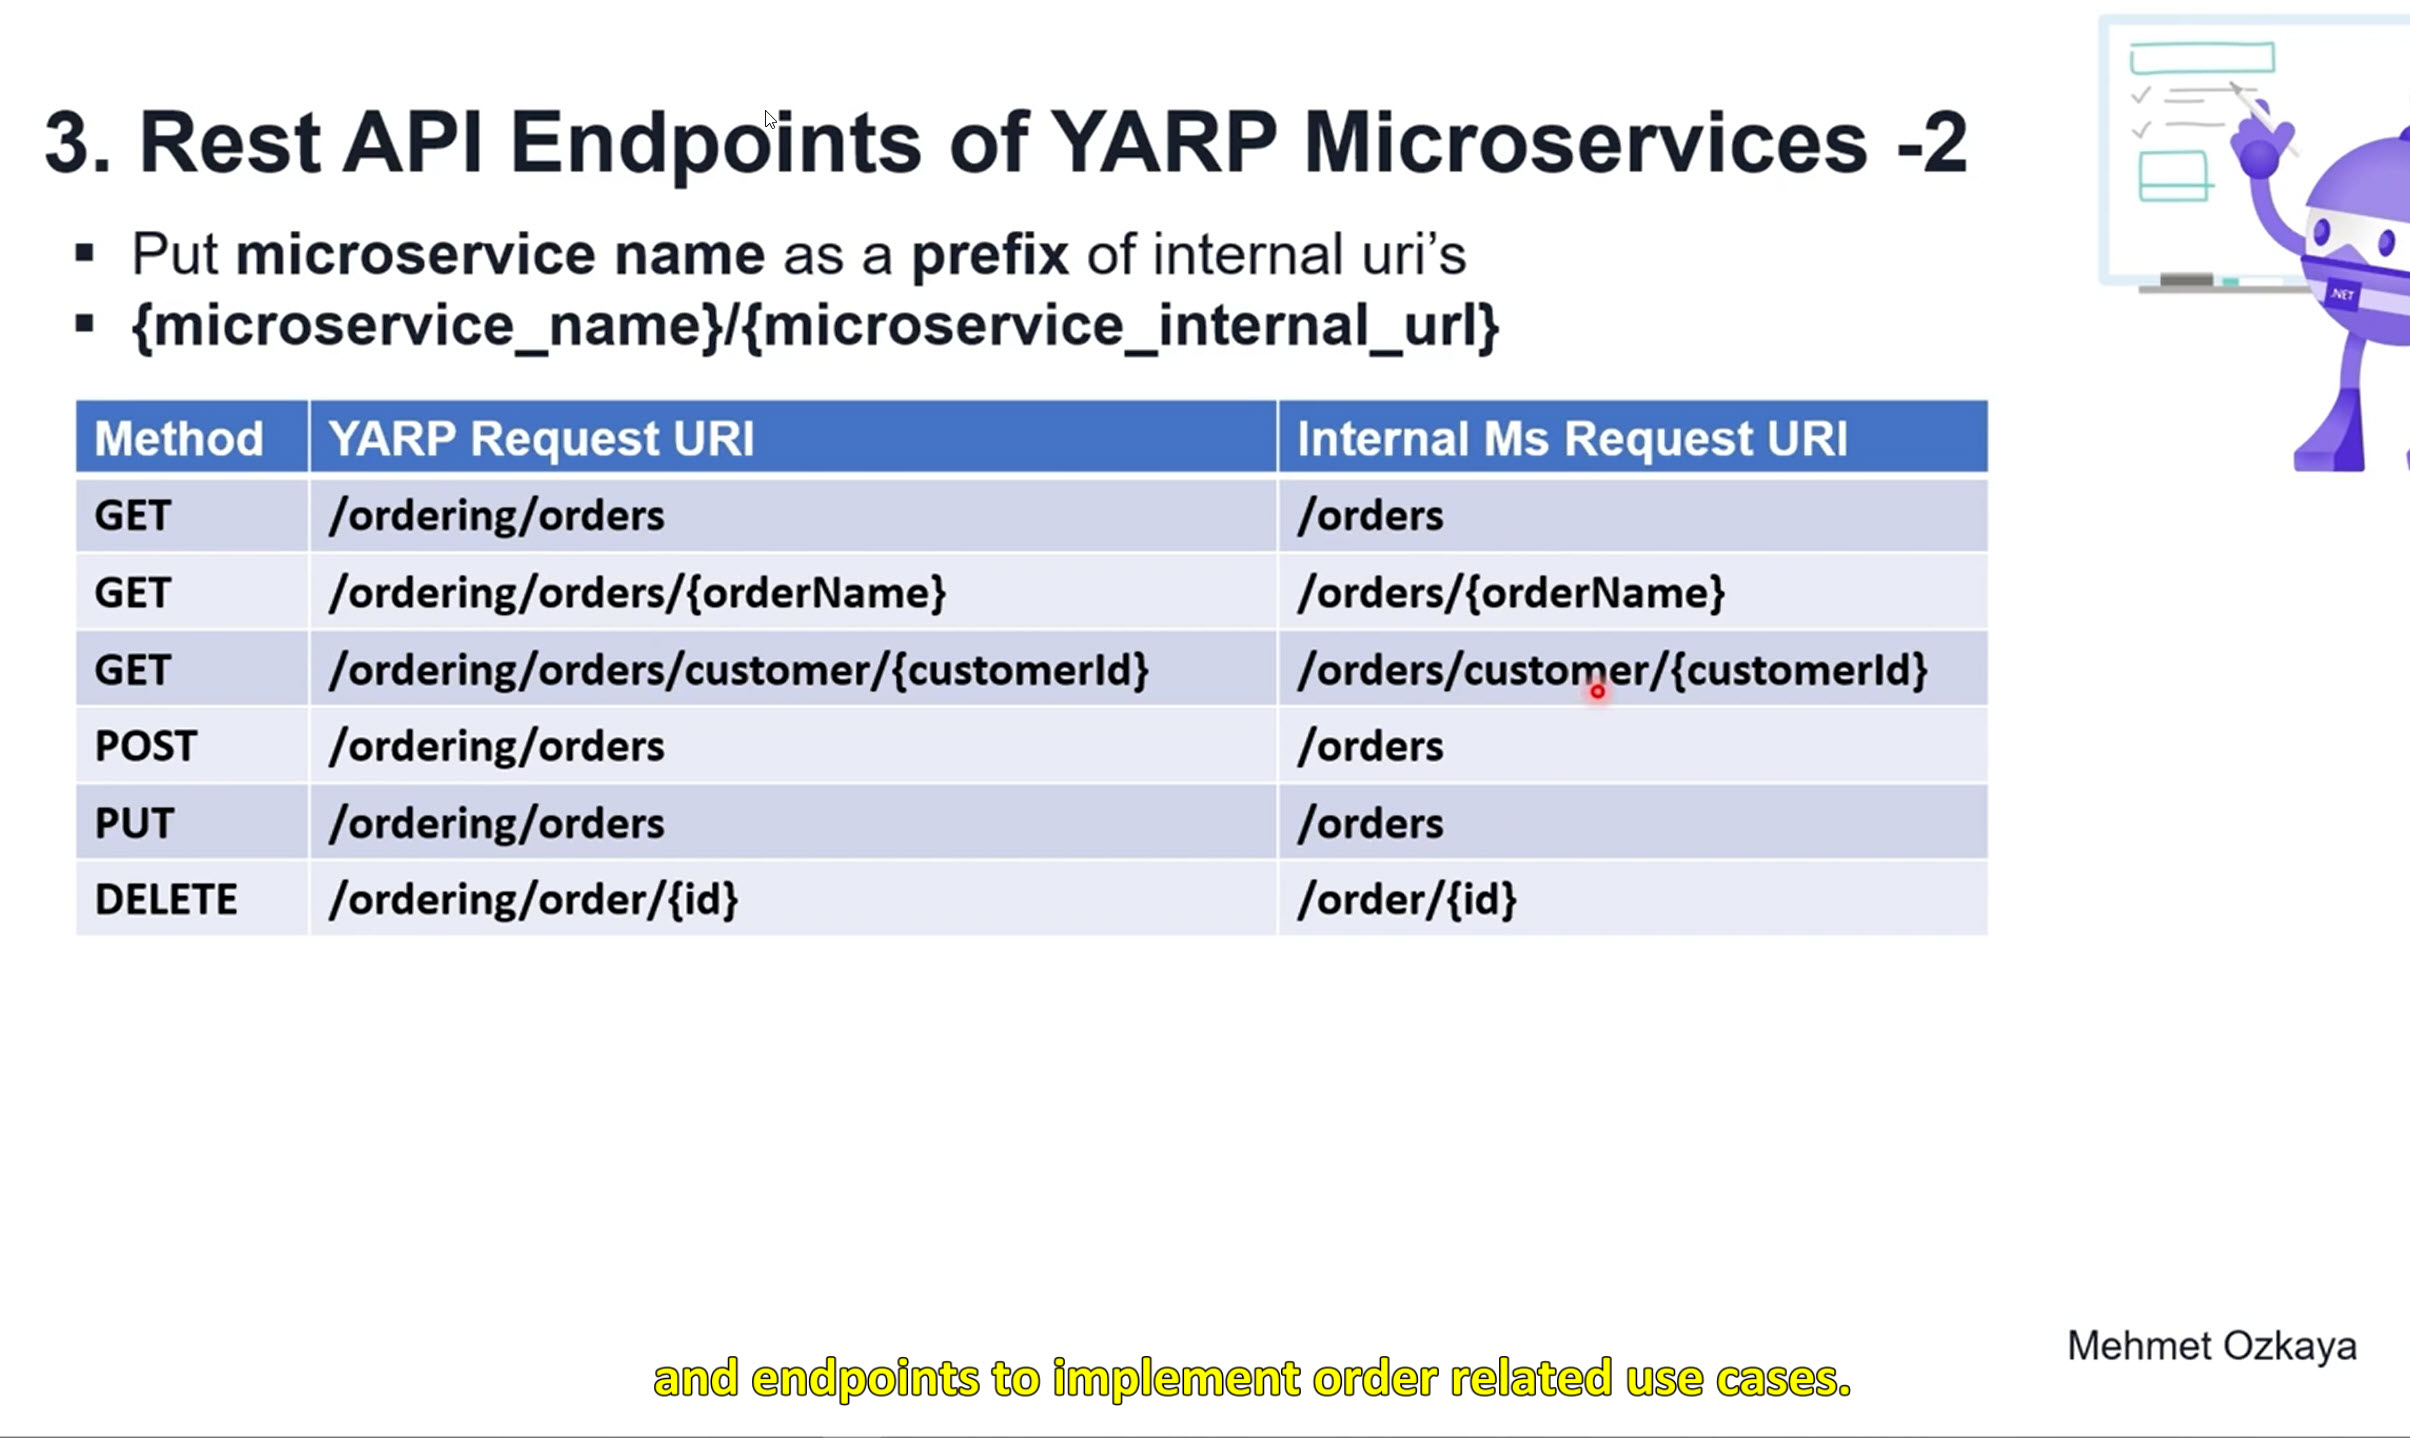 3. Rest API Endpoints of YARP Microservices -2
▪ Put microservice name as a prefix of internal uri’s
▪ {microservice_name}/{microservice_internal_url}
Method YARP Request URI Internal Ms Request URI
GET /ordering/orders /orders
GET /ordering/orders/{orderName} /orders/{orderName}
GET /ordering/orders/customer/{customerId} /orders/customer/{customerId}
POST /ordering/orders /orders
PUT /ordering/orders /orders
DELETE /ordering/order/{id} /order/{id}
.NET
Mehmet Ozkaya
and endpoints to implement order related use cases.